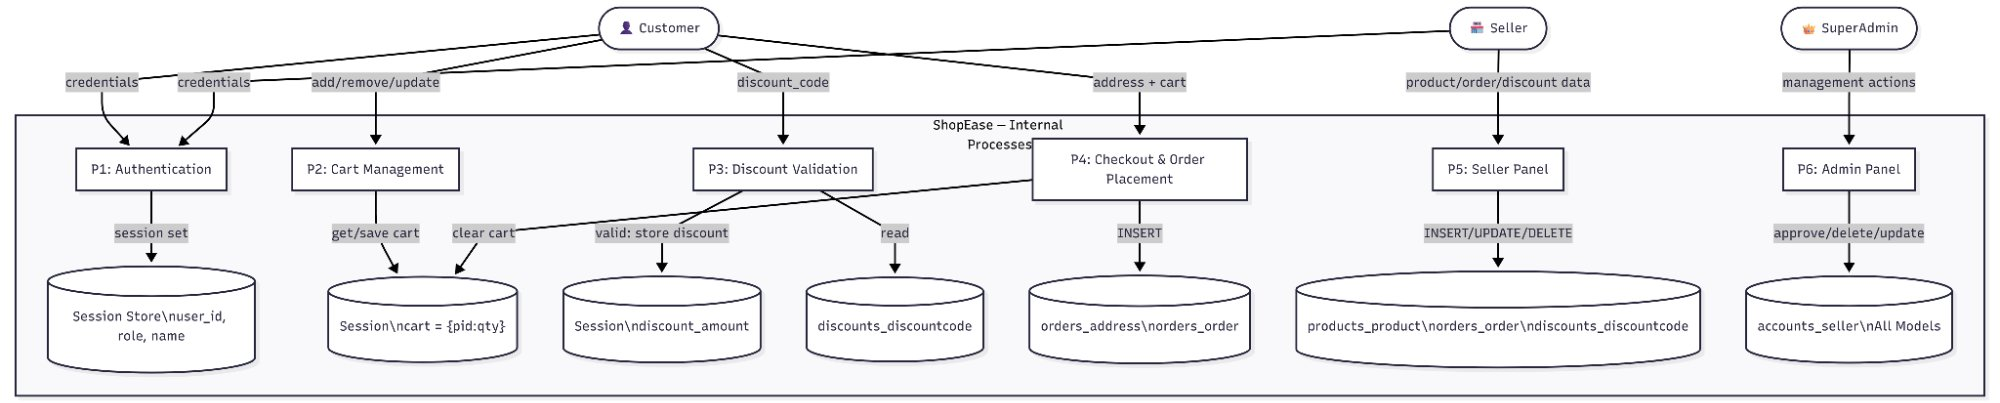 Customer
Seller
SuperAdmin
credentials
credentials
add/remove/update
discount_code
address + cart
product/order/discount data
management actions
ShopEase — Internal
Processes
P1: Authentication
P2: Cart Management
P3: Discount Validation
P4: Checkout & Order
Placement
P5: Seller Panel
P6: Admin Panel
session set
get/save cart
clear cart
valid: store discount
read
INSERT
INSERT/UPDATE/DELETE
approve/delete/update
Session Store\nuser_id,
role, name
Session\ncart = {pid:qty}
Session\ndiscount_amount
discounts_discountcode
orders_address\norders_order
products_product\norders_order\ndiscounts_discountcode
accounts_seller\nAll Models